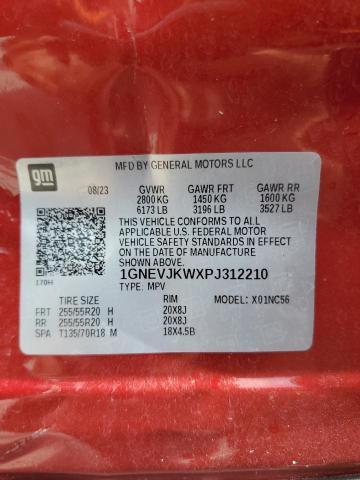 gm
MFD BY GENERAL MOTORS LLC
08/23 GVWR GAWR FRT GAWR RR
2800KG 1450 KG 1600 KG
6173 LB 3196 LB 3527 LB
THIS VEHICLE CONFORMS TO ALL
APPLICABLE U.S. FEDERAL MOTOR
VEHICLE SAFETY STANDARDS IN EFFECT
ON THE DATE OF MANUFACTURE
SHOWN ABOVE.
1GNEVJKWXPJ312210
170H TYPE: MPV
TIRE SIZE RIM MODEL: X01NC56
FRT 255/55R20 H 20X8J
RR 255/55R20 H 20X8J
SPA T135/70R18 M 18X4.5B